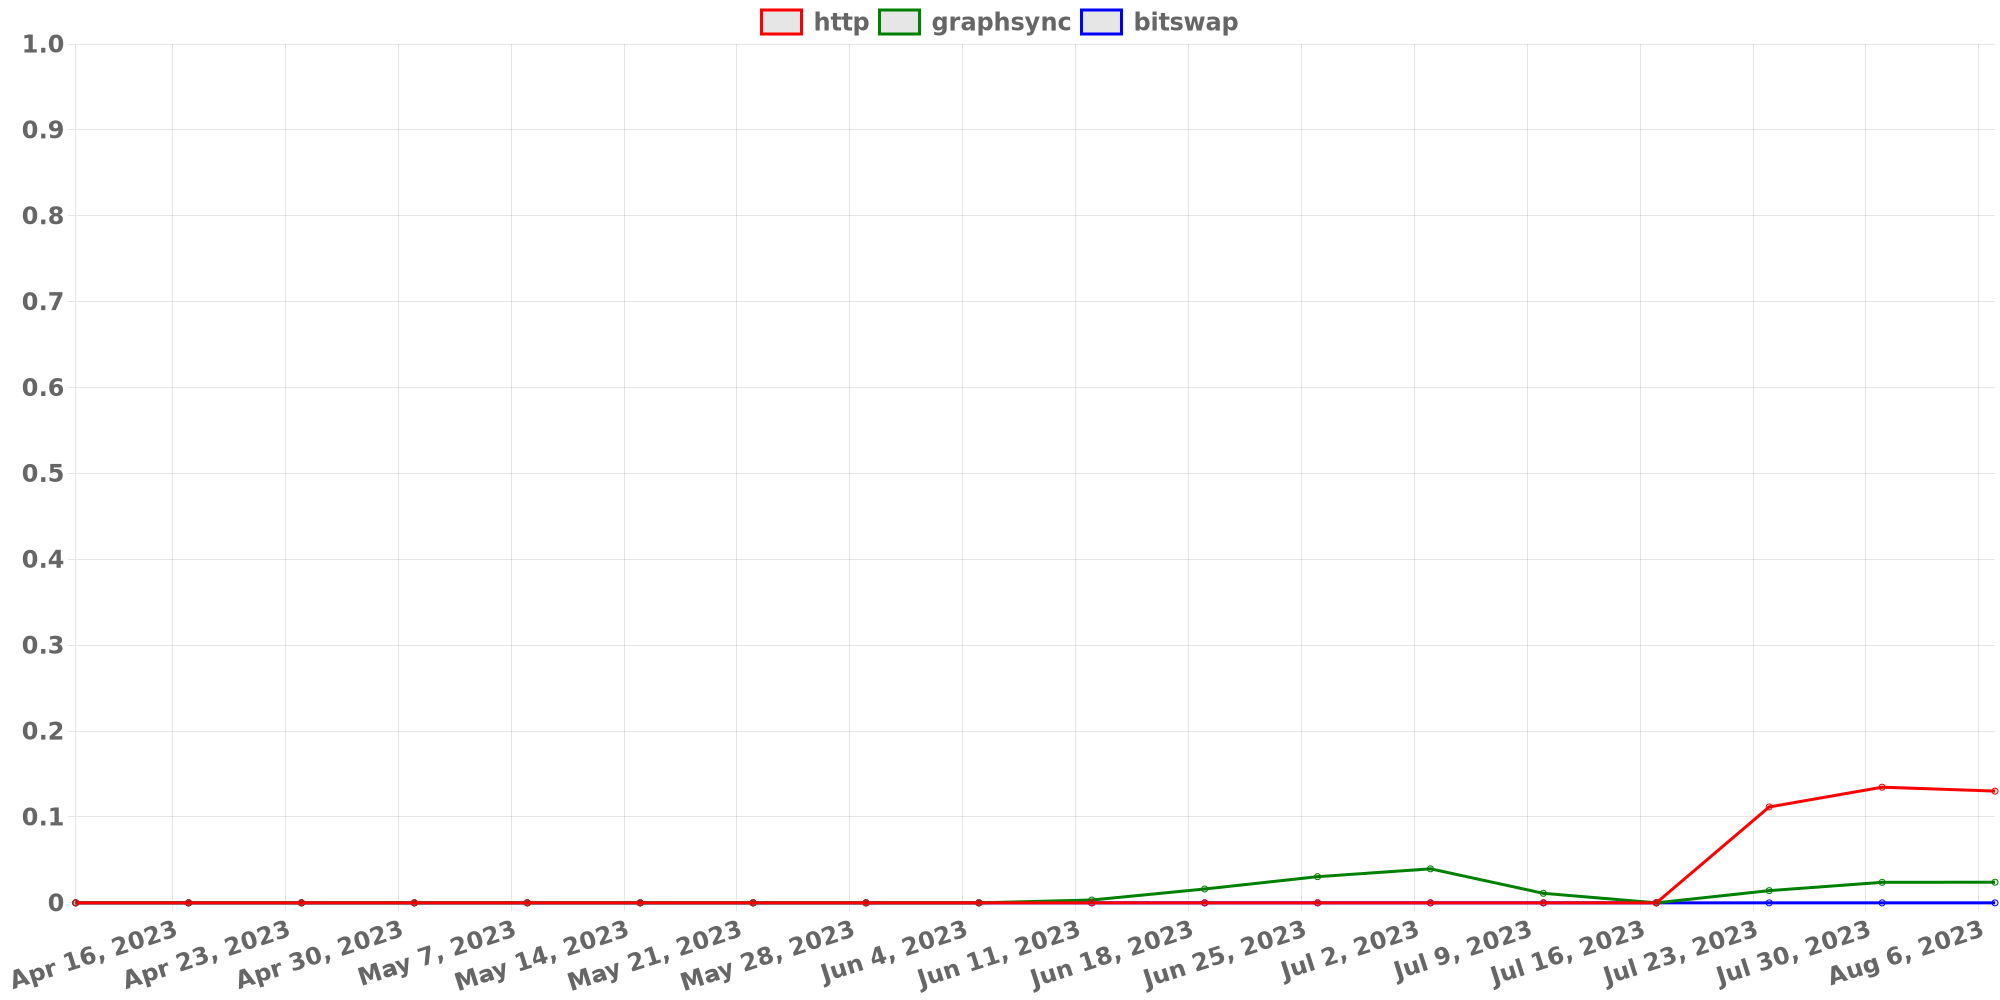 http graphsync bitswap
1.0
0.9
0.8
0.7
0.6
0.5
0.4
0.3
0.2
0.1
0
Apr 16, 2023
Apr 23, 2023
Apr 30, 2023
May 7, 2023
May 14, 2023
May 21, 2023
May 28, 2023
Jun 4, 2023
Jun 11, 2023
Jun 18, 2023
Jun 25, 2023
Jul 2, 2023
Jul 9, 2023
Jul 16, 2023
Jul 23, 2023
Jul 30, 2023
Aug 6, 2023